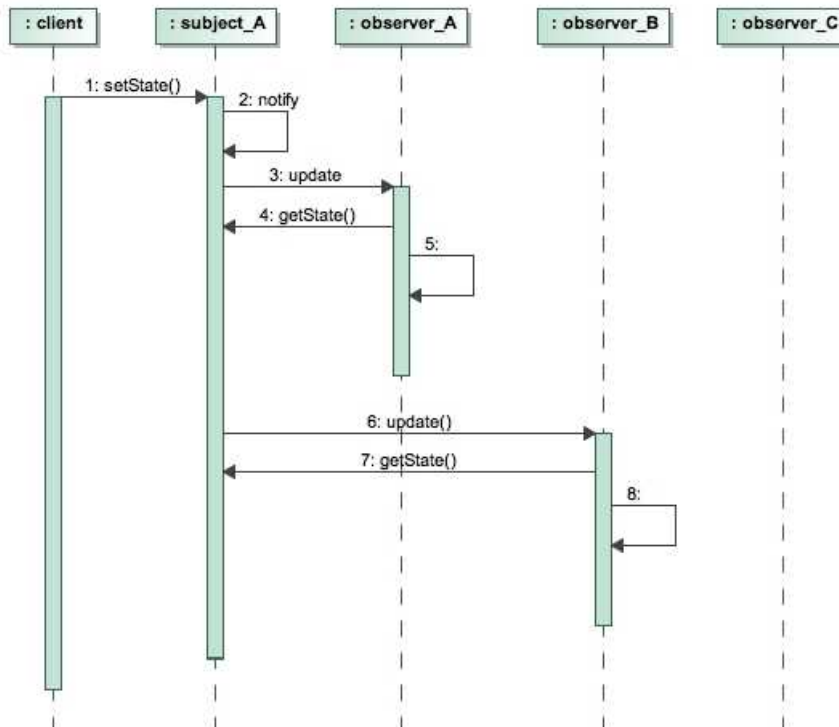 : client
: subject_A
: observer_A
: observer_B
: observer_C
1: setState()
2: notify
3: update
4: getState()
5:
6: update()
7: getState()
8: